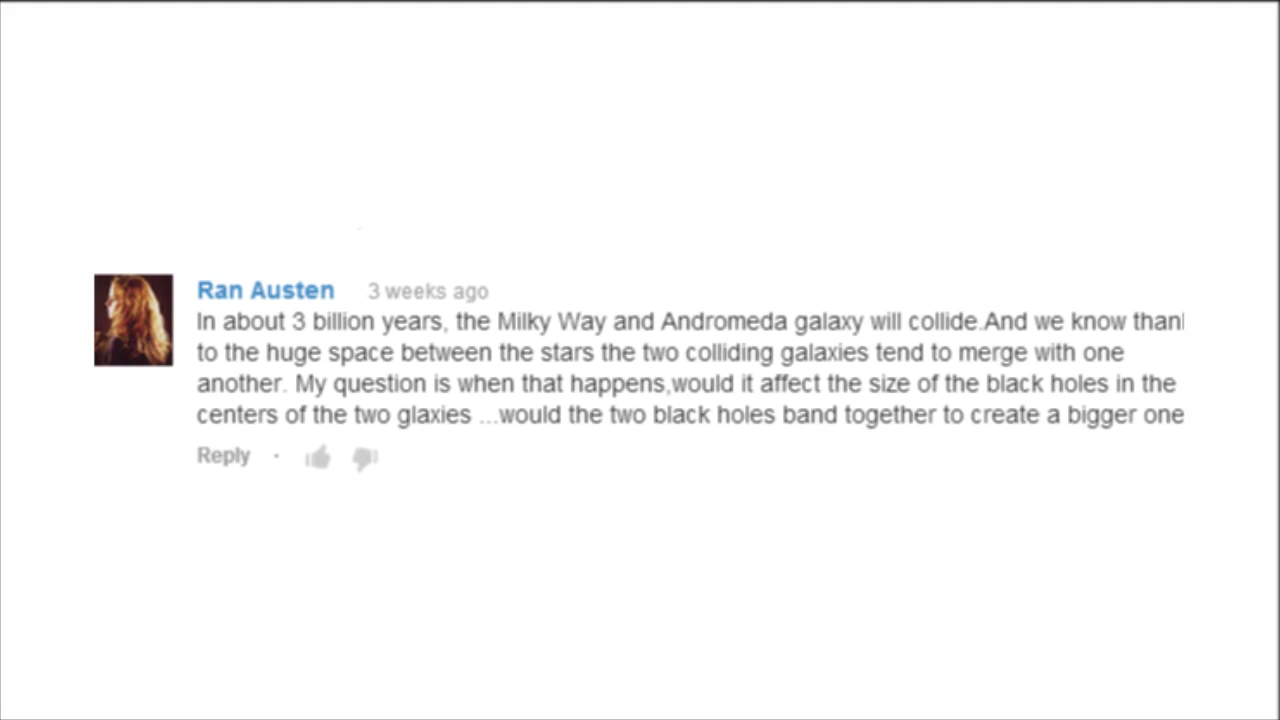 Ran Austen 3 weeks ago
In about 3 billion years, the Milky Way and Andromeda galaxy will collide.And we know
to the huge space between the stars the two colliding galaxies tend to merge with one
another. My question is when that happens,would it affect the size of the black holes in the
centers of the two glaxies ...would the two black holes band together to create a bigger one
Reply ·